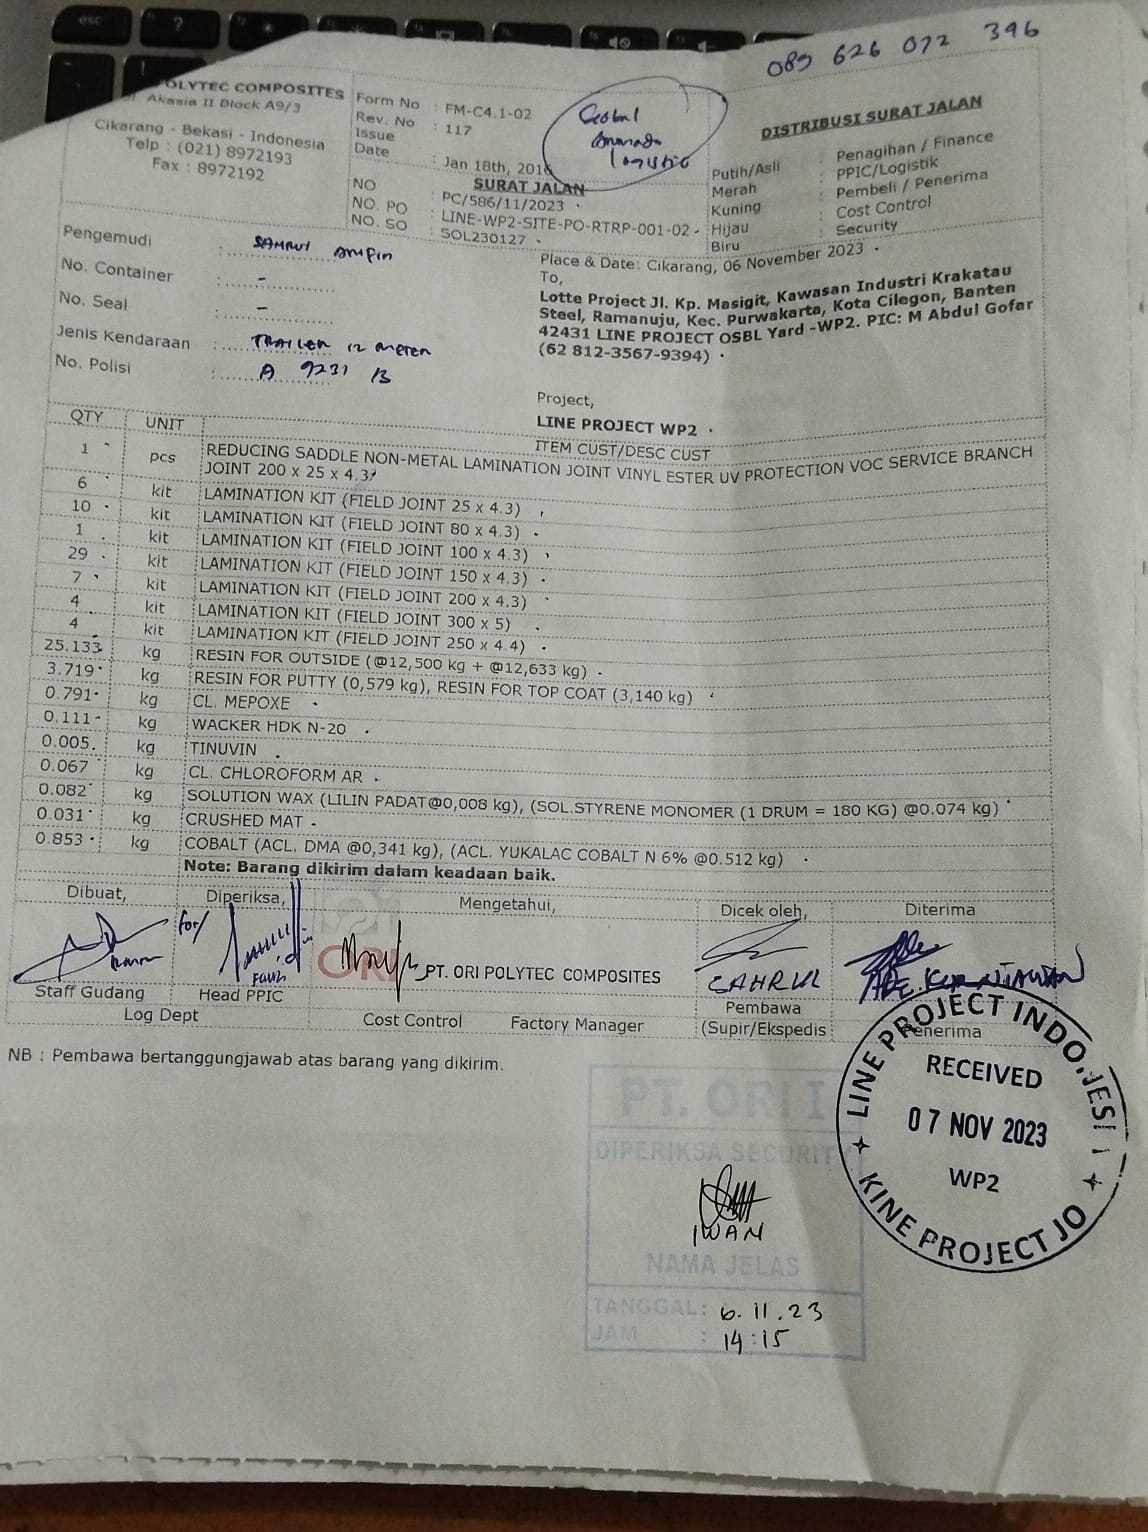 esc
?
089 626 072 396
OLYTEC COMPOSITES
Akasia II Block A9/3
Cikarang - Bekasi - Indonesia
Telp : (021) 8972193
Fax : 8972192
Form No : FM-C4.1-02
Rev. No : 117
Issue
Date : Jan 18th, 2016
Global
Logistic
SURAT JALAN
NO : PC/586/11/2023
NO. PO : LINE-WP2-SITE-PO-RTRP-001-02
NO. SO : SOL230127
DISTRIBUSI SURAT JALAN
Putih/Asli : Penagihan / Finance
Merah : PPIC/Logistik
Kuning : Pembeli / Penerima
Hijau : Cost Control
Biru : Security
Pengemudi : SAHRUL ARIPIN
No. Container : -
No. Seal : -
Jenis Kendaraan : TRAILER 12 METER
No. Polisi : A 9231 B
Place & Date: Cikarang, 06 November 2023
To,
Lotte Project Jl. Kp. Masigit, Kawasan Industri Krakatau
Steel, Ramanuju, Kec. Purwakarta, Kota Cilegon, Banten
42431 LINE PROJECT OSBL Yard -WP2. PIC: M Abdul Gofar
(62 812-3567-9394)
Project,
LINE PROJECT WP2
QTY UNIT ITEM CUST/DESC CUST
1 pcs REDUCING SADDLE NON-METAL LAMINATION JOINT VINYL ESTER UV PROTECTION VOC SERVICE BRANCH
JOINT 200 x 25 x 4.3
6 kit LAMINATION KIT (FIELD JOINT 25 x 4.3)
10 kit LAMINATION KIT (FIELD JOINT 80 x 4.3)
1 kit LAMINATION KIT (FIELD JOINT 100 x 4.3)
29 kit LAMINATION KIT (FIELD JOINT 150 x 4.3)
7 kit LAMINATION KIT (FIELD JOINT 200 x 4.3)
4 kit LAMINATION KIT (FIELD JOINT 300 x 5)
4 kit LAMINATION KIT (FIELD JOINT 250 x 4.4)
25.133 kg RESIN FOR OUTSIDE (@12,500 kg + @12,633 kg)
3.719 kg RESIN FOR PUTTY (0,579 kg), RESIN FOR TOP COAT (3,140 kg)
0.791 kg CL. MEPOXE
0.111 kg WACKER HDK N-20
0.005 kg TINUVIN
0.067 kg CL. CHLOROFORM AR
0.082 kg SOLUTION WAX (LILIN PADAT@0,008 kg), (SOL.STYRENE MONOMER (1 DRUM = 180 KG) @0.074 kg)
0.031 kg CRUSHED MAT
0.853 kg COBALT (ACL. DMA @0,341 kg), (ACL. YUKALAC COBALT N 6% @0.512 kg)
Note: Barang dikirim dalam keadaan baik.
Dibuat, Diperiksa, Mengetahui, Dicek oleh, Diterima
for/
ORI
PT. ORI POLYTEC COMPOSITES
SAHRUL
ADE. KURNIAWAN
Staff Gudang Head PPIC Pembawa
Log Dept Cost Control Factory Manager (Supir/Ekspedis Penerima
NB : Pembawa bertanggungjawab atas barang yang dikirim.
LINE PROJECT INDONESI
RECEIVED
07 NOV 2023
WP2
KINE PROJECT JO
PT. ORI I
DIPERIKSA SECURITY
IWAN
NAMA JELAS
TANGGAL: 6.11.23
JAM : 14:15